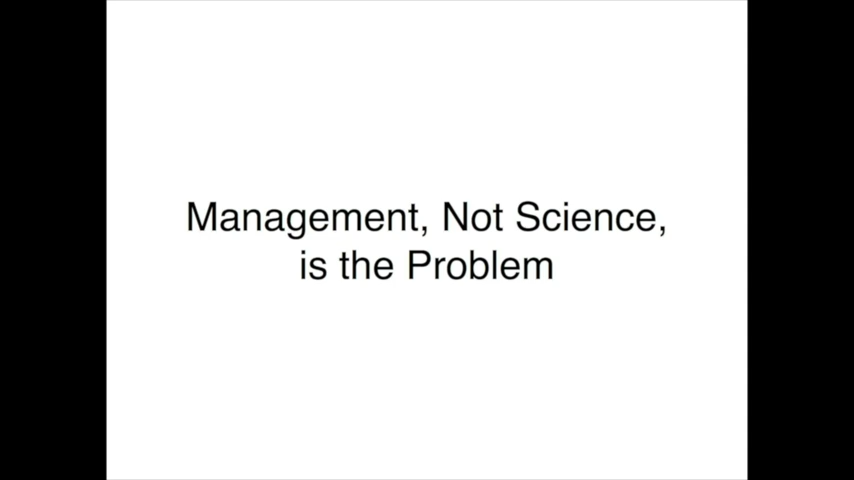 Management, Not Science,
is the Problem